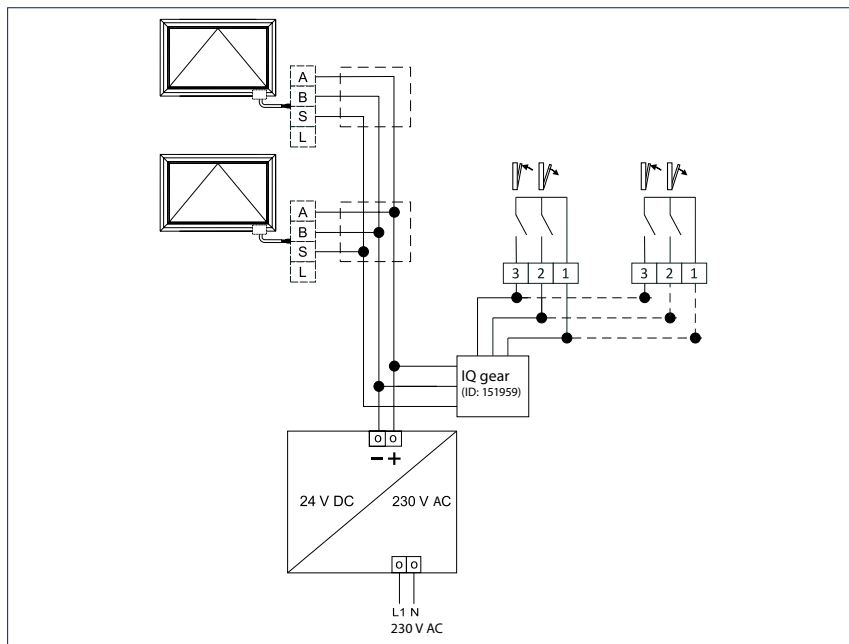 A
B
S
L
A
B
S
L
3 2 1
3 2 1
IQ gear
(ID: 151959)
– +
24 V DC
230 V AC
L1 N
230 V AC